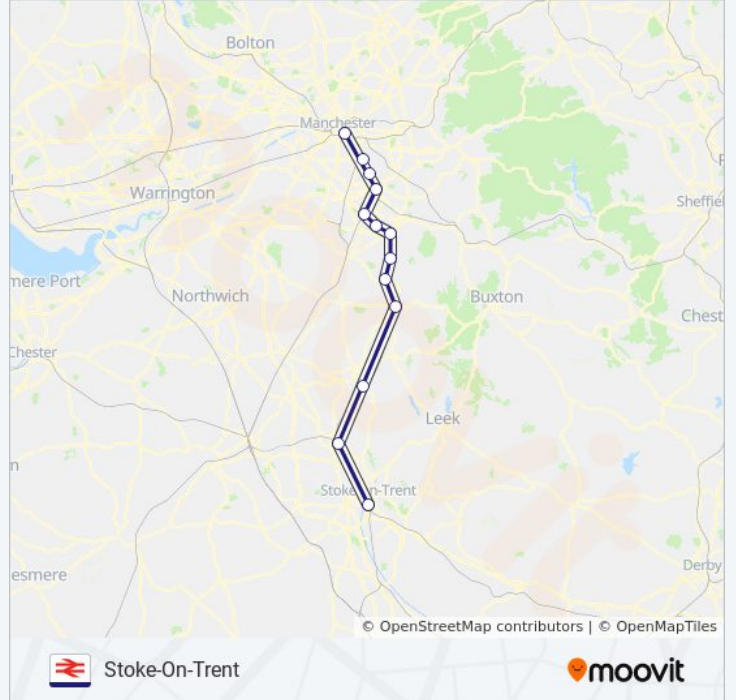 Bolton
Manchester
Warrington
Sheffie
mere Port
Northwich
Buxton
Chest
Chester
Leek
n
Stoke-on-Trent
esmere
Derby
© OpenStreetMap contributors | © OpenMapTiles
Stoke-On-Trent
moovit